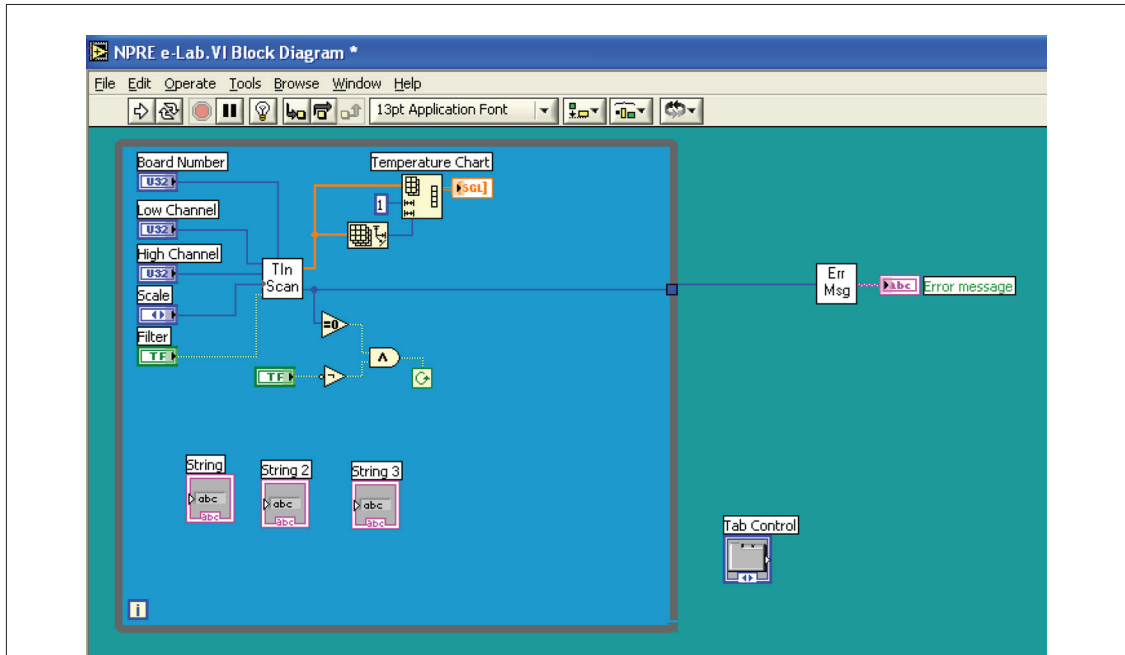 NPRE e-Lab.VI Block Diagram *
File Edit Operate Tools Browse Window Help
13pt Application Font
Board Number
U32
Temperature Chart
SGL]
1
Low Channel
U32
High Channel
U32
TIn
Scan
Scale
Filter
TF
=0
TF
Err
Msg
abc
Error message
String
abc
abc
String 2
abc
abc
String 3
abc
abc
Tab Control
i